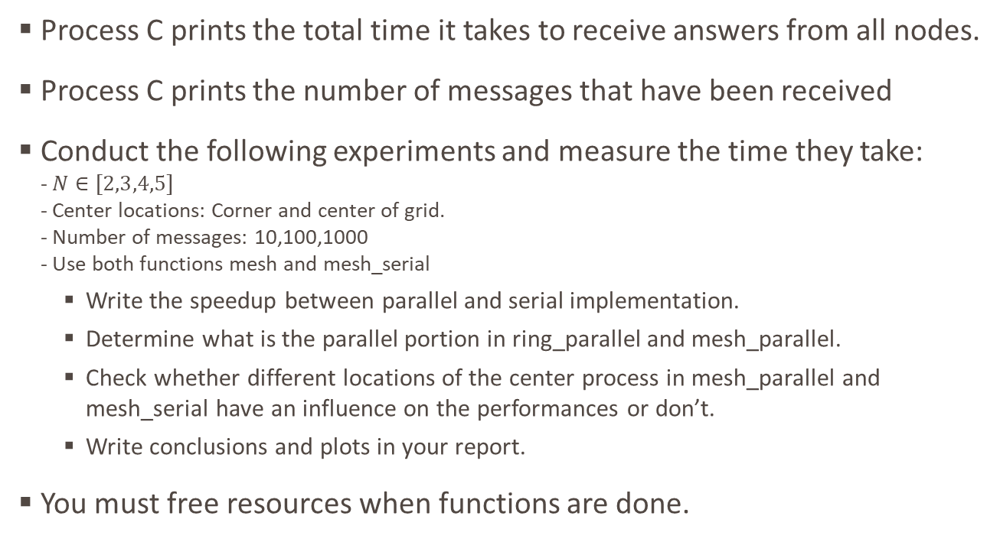 ▪ Process C prints the total time it takes to receive answers from all nodes.
▪ Process C prints the number of messages that have been received
▪ Conduct the following experiments and measure the time they take:
- N ∈ [2,3,4,5]
- Center locations: Corner and center of grid.
- Number of messages: 10,100,1000
- Use both functions mesh and mesh_serial
▪ Write the speedup between parallel and serial implementation.
▪ Determine what is the parallel portion in ring_parallel and mesh_parallel.
▪ Check whether different locations of the center process in mesh_parallel and
mesh_serial have an influence on the performances or don’t.
▪ Write conclusions and plots in your report.
▪ You must free resources when functions are done.